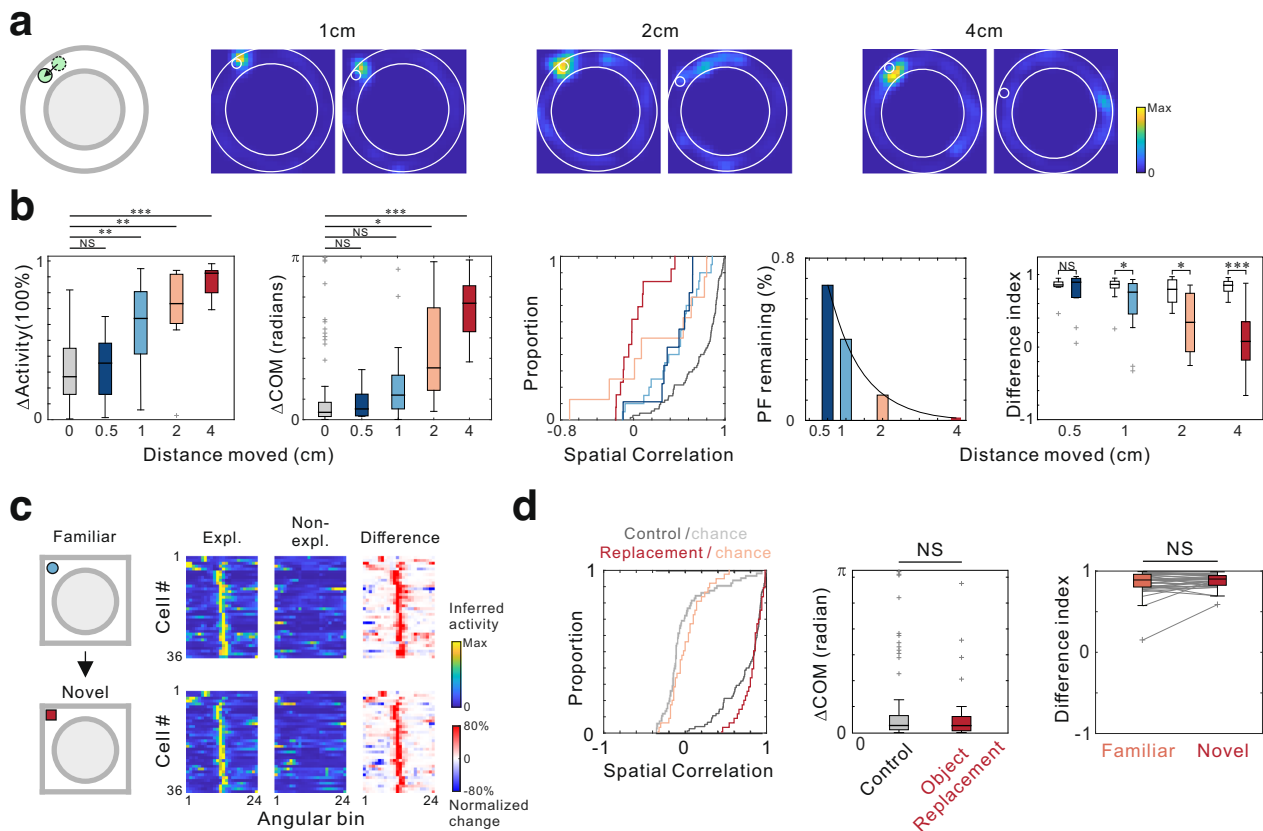 a
1cm
2cm
4cm
Max
0
b
***
**
**
NS
***
*
NS
NS
ΔActivity(100%)
1
0
0 0.5 1 2 4
ΔCOM (radians)
π
0
0 0.5 1 2 4
Distance moved (cm)
Proportion
1
0
-0.8 0 1
Spatial Correlation
PF remaining (%)
0.8
0
0.5 1 2 4
Difference index
NS * * ***
1
0
-1
0.5 1 2 4
Distance moved (cm)
c
Familiar
Novel
Expl.
Non-
expl.
Difference
Cell #
1
36
Cell #
1
36
1 24 1 24
Angular bin
Inferred
activity
Max
0
80%
-80%
Normalized
change
d
Control / chance
Replacement / chance
Proportion
1
0
-1 0 1
Spatial Correlation
NS
ΔCOM (radian)
π
0
0
Control
Object
Replacement
NS
Difference index
1
0
-1
Familiar Novel